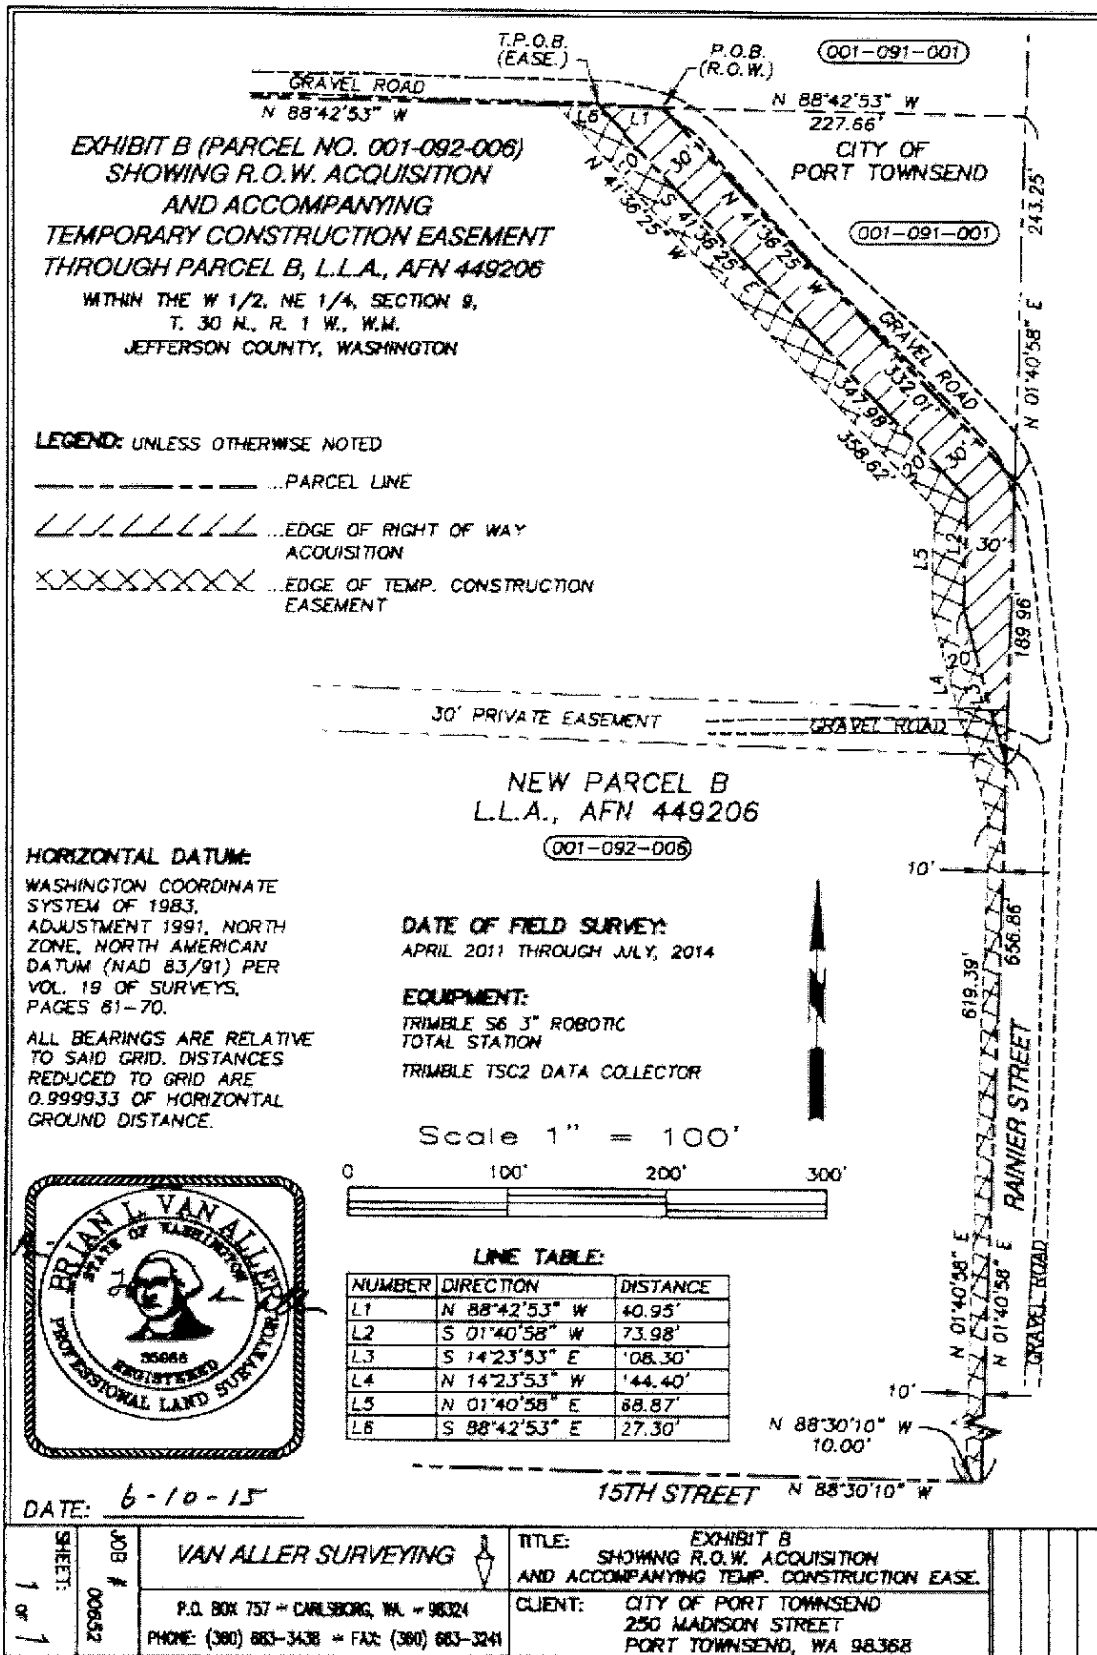 T.P.O.B.
(EASE.)
P.O.B.
(R.O.W.)
001-091-001
GRAVEL ROAD
N 88°42'53" W
L6
L1
N 88°42'53" W
227.66'
CITY OF
PORT TOWNSEND
243.25'
N 01°40'58" E
001-091-001
EXHIBIT B (PARCEL NO. 001-092-006)
SHOWING R.O.W. ACQUISITION
AND ACCOMPANYING
TEMPORARY CONSTRUCTION EASEMENT
THROUGH PARCEL B, L.L.A., AFN 449206
WITHIN THE W 1/2, NE 1/4, SECTION 9,
T. 30 N., R. 1 W., W.M.
JEFFERSON COUNTY, WASHINGTON
30'
N 41°36'25" W
S 41°36'25" E
N 41°36'25" W
GRAVEL ROAD
332.01'
347.98'
358.62'
30'
LEGEND: UNLESS OTHERWISE NOTED
...PARCEL LINE
...EDGE OF RIGHT OF WAY
ACQUISITION
...EDGE OF TEMP. CONSTRUCTION
EASEMENT
L5
L2
30'
189.96'
20'
L4
L3
30' PRIVATE EASEMENT
GRAVEL ROAD
NEW PARCEL B
L.L.A., AFN 449206
001-092-006
HORIZONTAL DATUM:
WASHINGTON COORDINATE
SYSTEM OF 1983,
ADJUSTMENT 1991, NORTH
ZONE, NORTH AMERICAN
DATUM (NAD 83/91) PER
VOL. 19 OF SURVEYS,
PAGES 61-70.
ALL BEARINGS ARE RELATIVE
TO SAID GRID. DISTANCES
REDUCED TO GRID ARE
0.999933 OF HORIZONTAL
GROUND DISTANCE.
DATE OF FIELD SURVEY:
APRIL 2011 THROUGH JULY, 2014
EQUIPMENT:
TRIMBLE S6 3" ROBOTIC
TOTAL STATION
TRIMBLE TSC2 DATA COLLECTOR
10'
656.86'
619.39'
RAINIER STREET
N 01°40'58" E
N 01°40'58" E
GRAVEL ROAD
10'
Scale 1" = 100'
0 100' 200' 300'
BRIAN L. VAN ALLER
STATE OF WASHINGTON
REGISTERED
PROFESSIONAL LAND SURVEYOR
LINE TABLE:
NUMBER DIRECTION DISTANCE
L1 N 88°42'53" W 40.95'
L2 S 01°40'58" W 73.98'
L3 S 14°23'53" E '08.30'
L4 N 14°23'53" W '44.40'
L5 N 01°40'58" E 68.87'
L6 S 88°42'53" E 27.30'
N 88°30'10" W
10.00'
15TH STREET
N 88°30'10" W
DATE: 6-10-15
SHEET:
1 OF 1
JOB #
00652
VAN ALLER SURVEYING
P.O. BOX 757 - CARLSBORG, WA. - 98324
PHONE: (360) 683-3438 - FAX: (360) 683-3241
TITLE: EXHIBIT B
SHOWING R.O.W. ACQUISITION
AND ACCOMPANYING TEMP. CONSTRUCTION EASE.
CLIENT: CITY OF PORT TOWNSEND
250 MADISON STREET
PORT TOWNSEND, WA 98368